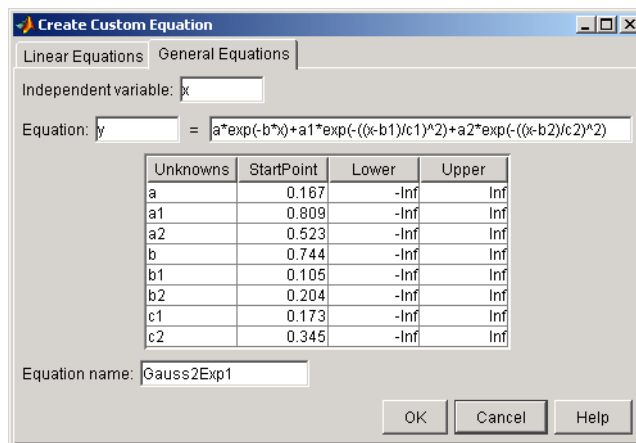 Create Custom Equation
Linear Equations General Equations
Independent variable: x
Equation: y = a*exp(-b*x)+a1*exp(-((x-b1)/c1)^2)+a2*exp(-((x-b2)/c2)^2)
Unknowns StartPoint Lower Upper
a 0.167 -Inf Inf
a1 0.809 -Inf Inf
a2 0.523 -Inf Inf
b 0.744 -Inf Inf
b1 0.105 -Inf Inf
b2 0.204 -Inf Inf
c1 0.173 -Inf Inf
c2 0.345 -Inf Inf
Equation name: Gauss2Exp1
OK Cancel Help